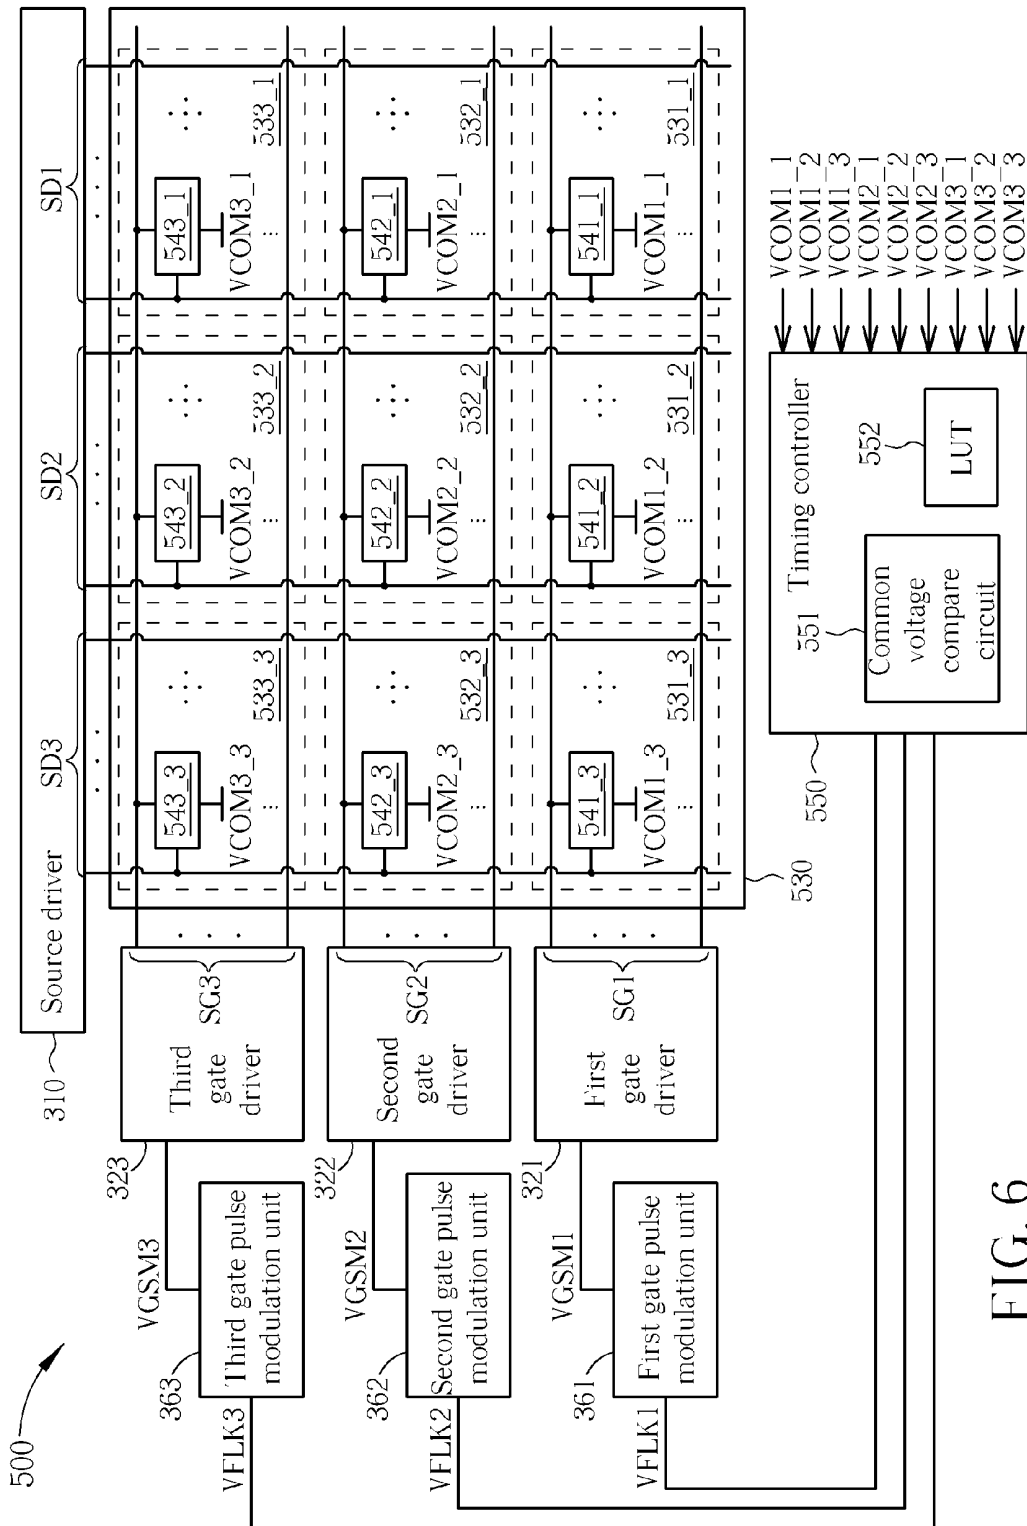 500
310
Source driver
SD3
SD2
SD1
VFLK3
363
Third gate pulse
modulation unit
VGSM3
323
Third
gate
driver
SG3
543_3
VCOM3_3
533_3
543_2
VCOM3_2
533_2
543_1
VCOM3_1
533_1
VFLK2
362
Second gate pulse
modulation unit
VGSM2
322
Second
gate
driver
SG2
542_3
VCOM2_3
532_3
542_2
VCOM2_2
532_2
542_1
VCOM2_1
532_1
VFLK1
361
First gate pulse
modulation unit
VGSM1
321
First
gate
driver
SG1
541_3
VCOM1_3
531_3
541_2
VCOM1_2
531_2
541_1
VCOM1_1
531_1
530
550
Timing controller
551
Common
voltage
compare
circuit
552
LUT
VCOM1_1
VCOM1_2
VCOM1_3
VCOM2_1
VCOM2_2
VCOM2_3
VCOM3_1
VCOM3_2
VCOM3_3
FIG. 6